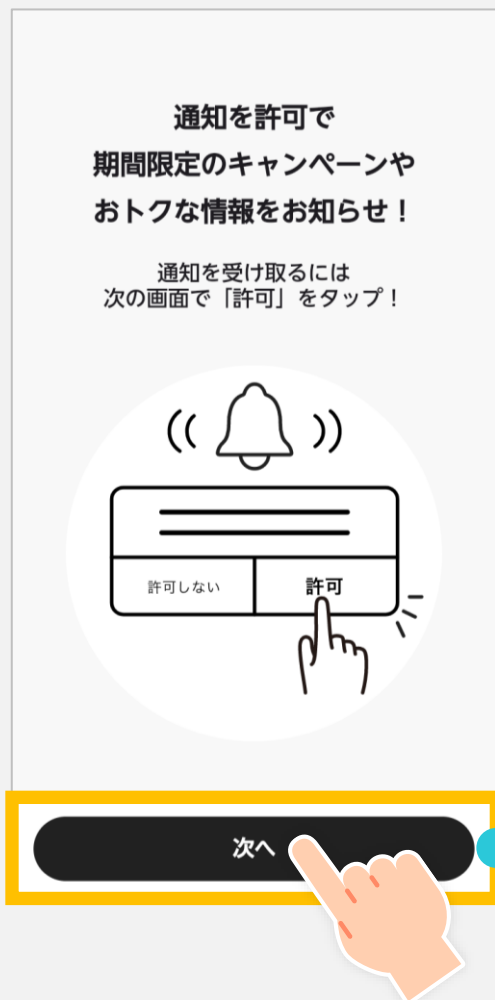 通知を許可で
期間限定のキャンペーンや
おトクな情報をお知らせ！
通知を受け取るには
次の画面で「許可」をタップ！
許可しない
許可
次へ